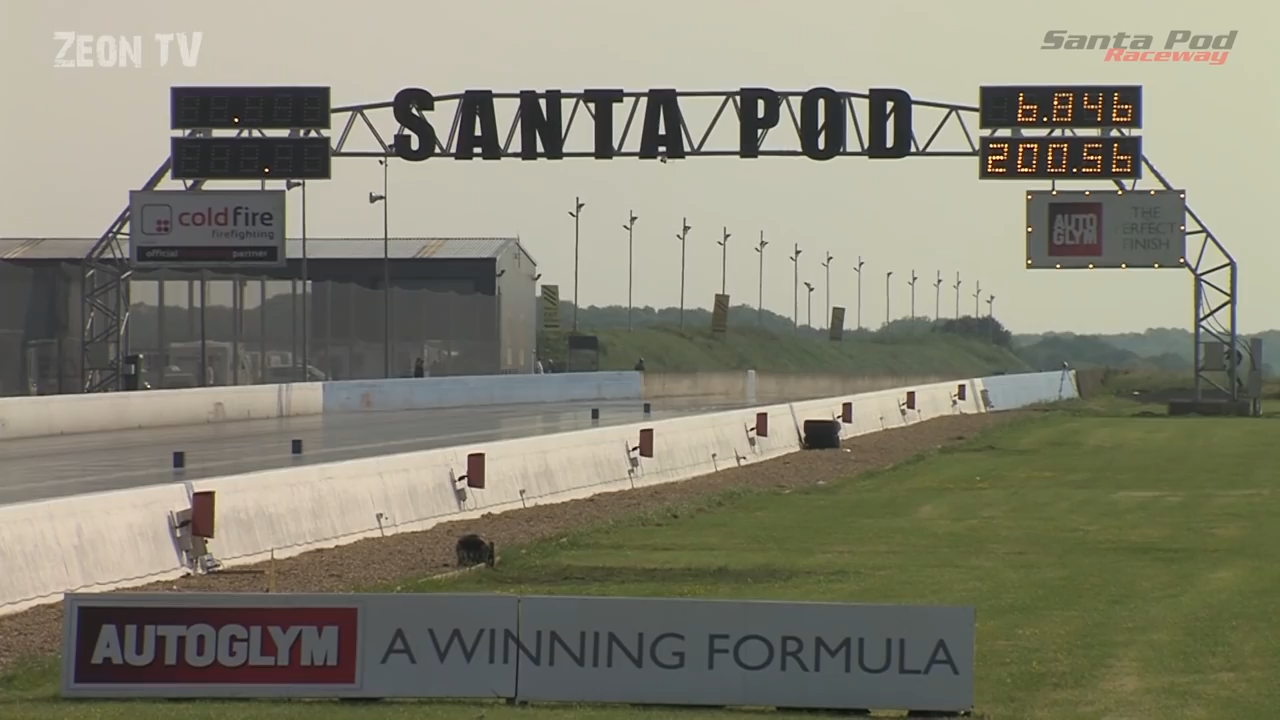 ZEON TV
Santa Pod
Raceway
SANTA POD
6.846
200.56
coldfire
firefighting
official partner
AUTO
GLYM
THE
PERFECT
FINISH
AUTOGLYM A WINNING FORMULA